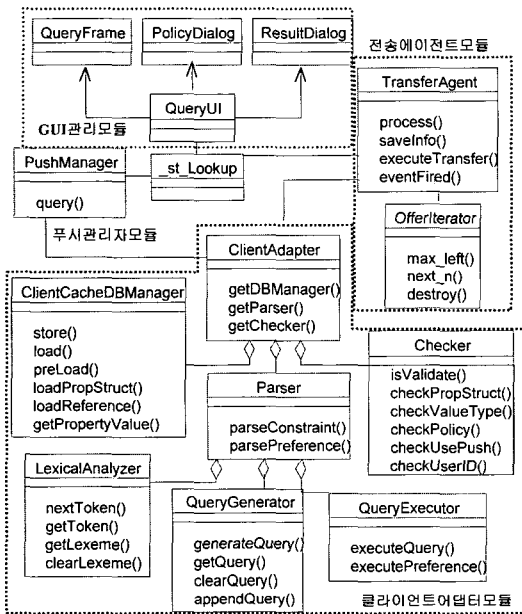 QueryFrame
PolicyDialog
ResultDialog
전송에이전트모듈
QueryUI
GUI관리모듈
TransferAgent
process()
saveInfo()
executeTransfer()
eventFired()
PushManager
query()
_st_Lookup
푸시관리자모듈
OfferIterator
max_left()
next_n()
destroy()
ClientAdapter
getDBManager()
getParser()
getChecker()
ClientCacheDBManager
store()
load()
preLoad()
loadPropStruct()
loadReference()
getPropertyValue()
Checker
isValidate()
checkPropStruct()
checkValueType()
checkPolicy()
checkUsePush()
checkUserID()
Parser
parseConstraint()
parsePreference()
LexicalAnalyzer
nextToken()
getToken()
getLexeme()
clearLexeme()
QueryGenerator
generateQuery()
getQuery()
clearQuery()
appendQuery()
QueryExecutor
executeQuery()
executePreference()
클라이언트어댑터모듈